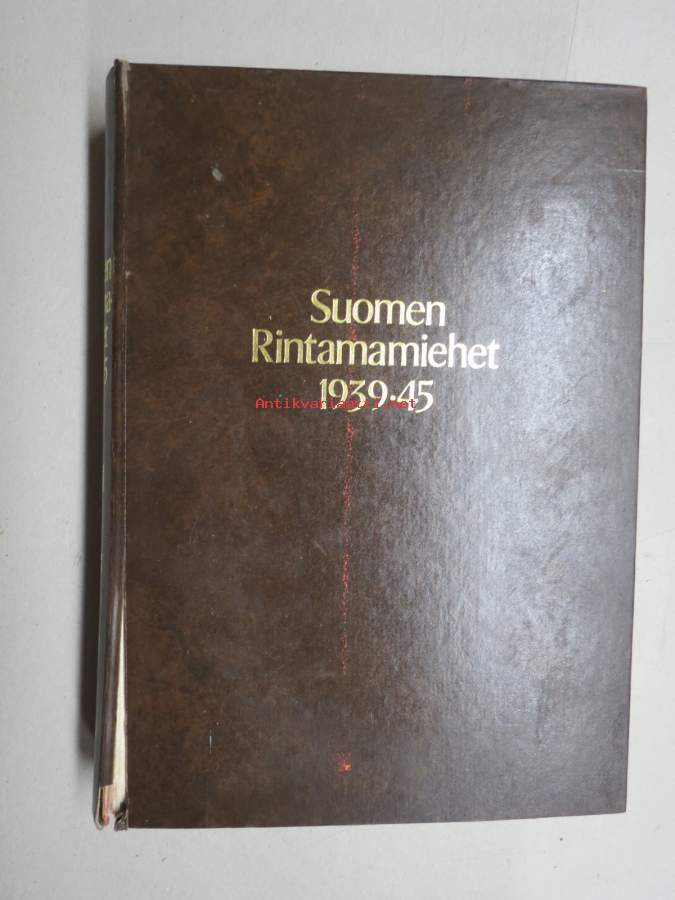 Suomen
Rintamamiehet
1939·45
Antikvariaatti.net